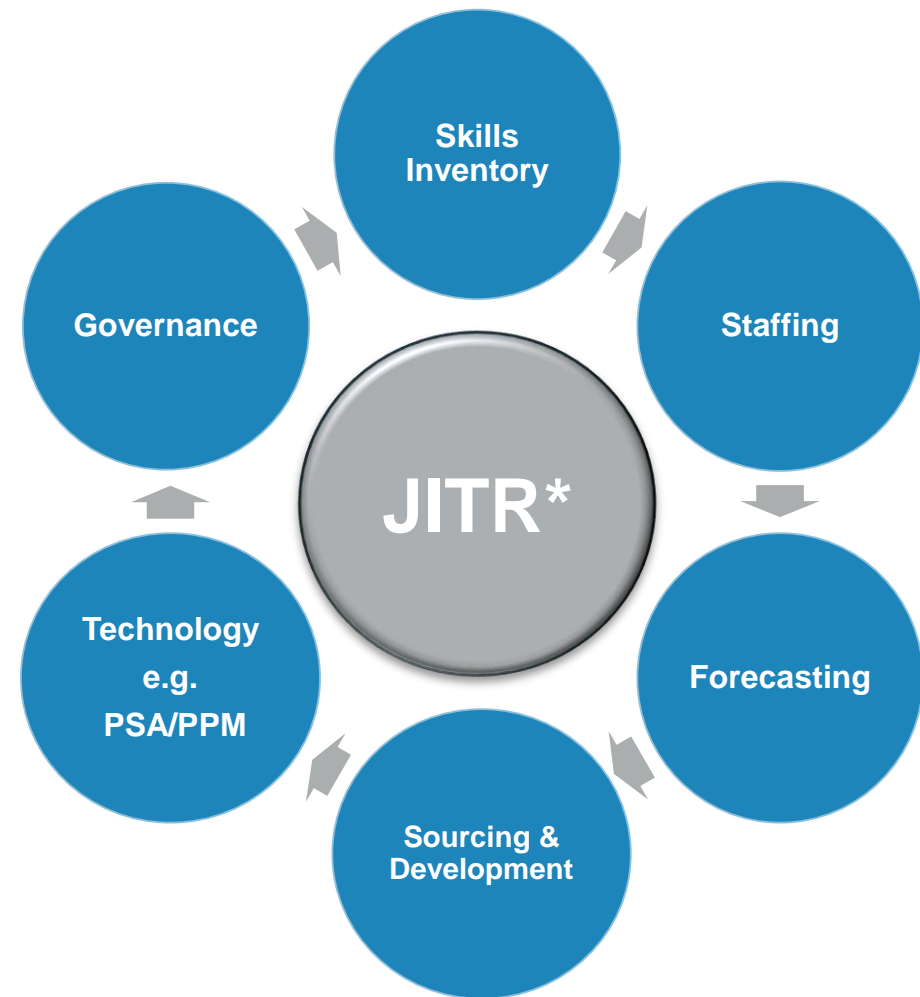 Skills
Inventory
Staffing
Forecasting
Sourcing &
Development
Technology
e.g.
PSA/PPM
Governance
JITR*